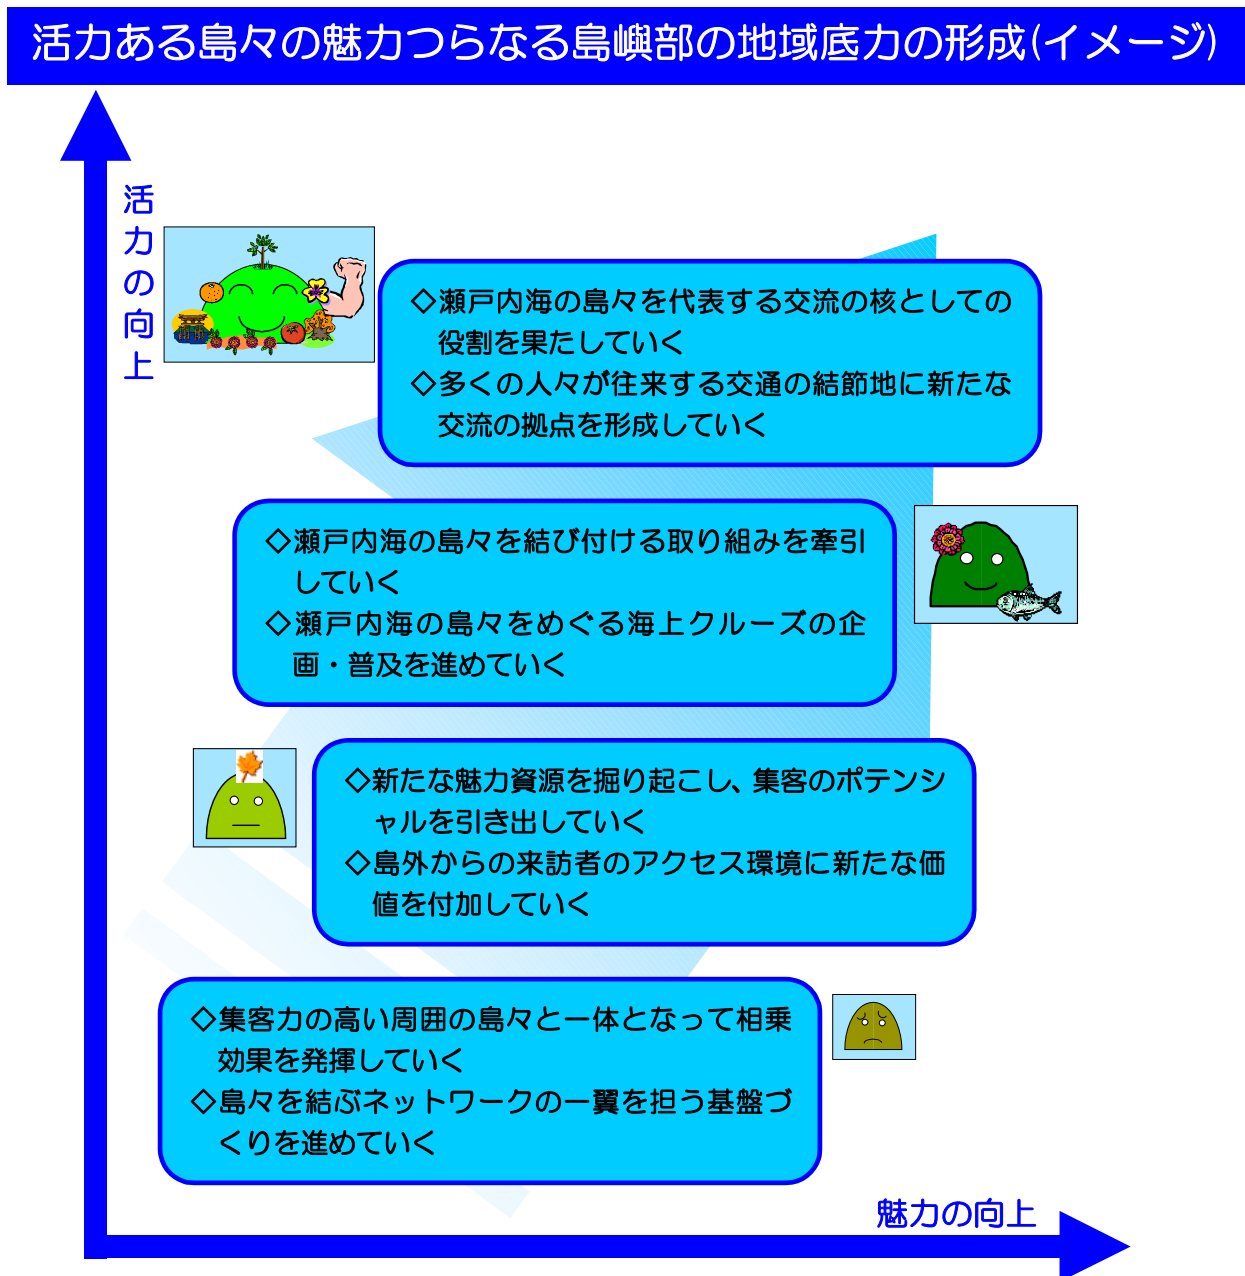 活力ある島々の魅力つらなる島嶼部の地域底力の形成(イメージ)
活力の向上
◇瀬戸内海の島々を代表する交流の核としての
役割を果たしていく
◇多くの人々が往来する交通の結節地に新たな
交流の拠点を形成していく
◇瀬戸内海の島々を結び付ける取り組みを牽引
していく
◇瀬戸内海の島々をめぐる海上クルーズの企
画・普及を進めていく
◇新たな魅力資源を掘り起こし、集客のポテンシ
ャルを引き出していく
◇島外からの来訪者のアクセス環境に新たな価
値を付加していく
◇集客力の高い周囲の島々と一体となって相乗
効果を発揮していく
◇島々を結ぶネットワークの一翼を担う基盤づ
くりを進めていく
魅力の向上